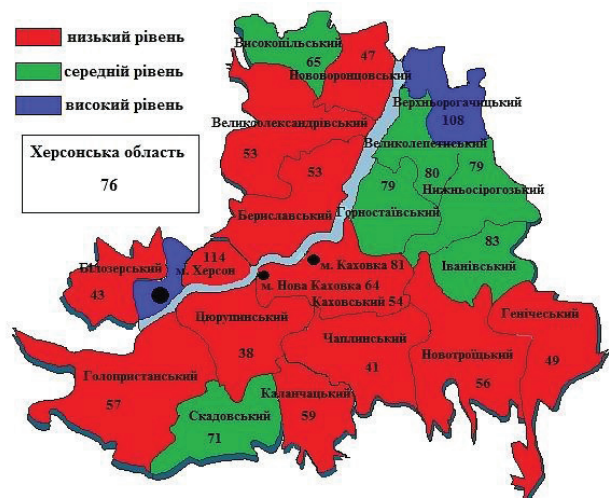 низький рівень
середній рівень
високий рівень
Херсонська область
76
Високопільський
65
47
Нововоронцовський
Верхньорогачицький
108
Великоолександрівський
53
Великолепетиський
53
80
79
79
Нижньосірогозький
Бериславський
Горностаївський
83
Іванівський
Білозерський
43
114
м. Херсон
м. Каховка 81
м. Нова Каховка 64
Каховський 54
Цюрупинський
38
Чаплинський
41
Новотроїцький
56
Генічеський
49
Голопристанський
57
Скадовський
71
Каланчацький
59